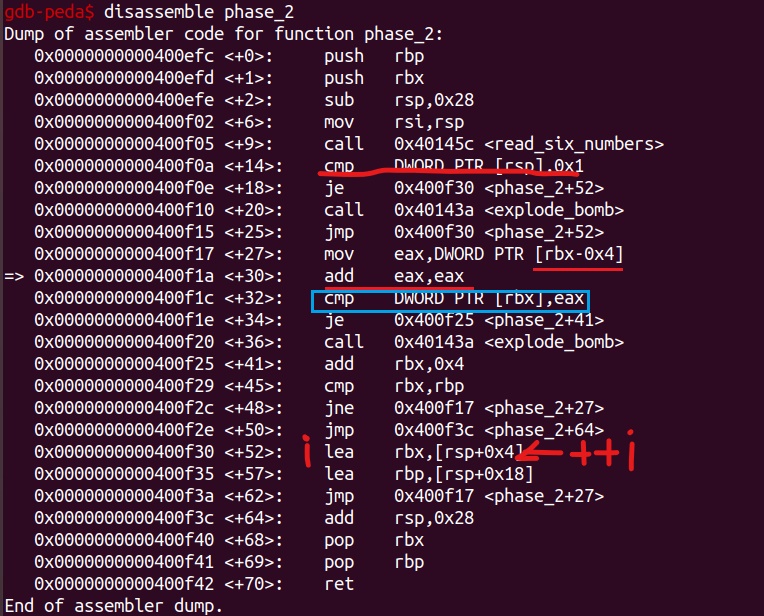 gdb-peda$ disassemble phase_2
Dump of assembler code for function phase_2:
0x0000000000400efc <+0>: push rbp
0x0000000000400efd <+1>: push rbx
0x0000000000400efe <+2>: sub rsp,0x28
0x0000000000400f02 <+6>: mov rsi,rsp
0x0000000000400f05 <+9>: call 0x40145c <read_six_numbers>
0x0000000000400f0a <+14>: cmp DWORD PTR [rsp],0x1
0x0000000000400f0e <+18>: je 0x400f30 <phase_2+52>
0x0000000000400f10 <+20>: call 0x40143a <explode_bomb>
0x0000000000400f15 <+25>: jmp 0x400f30 <phase_2+52>
0x0000000000400f17 <+27>: mov eax,DWORD PTR [rbx-0x4]
=> 0x0000000000400f1a <+30>: add eax,eax
0x0000000000400f1c <+32>: cmp DWORD PTR [rbx],eax
0x0000000000400f1e <+34>: je 0x400f25 <phase_2+41>
0x0000000000400f20 <+36>: call 0x40143a <explode_bomb>
0x0000000000400f25 <+41>: add rbx,0x4
0x0000000000400f29 <+45>: cmp rbx,rbp
0x0000000000400f2c <+48>: jne 0x400f17 <phase_2+27>
0x0000000000400f2e <+50>: jmp 0x400f3c <phase_2+64>
0x0000000000400f30 <+52>: i lea rbx,[rsp+0x4] ++i
0x0000000000400f35 <+57>: lea rbp,[rsp+0x18]
0x0000000000400f3a <+62>: jmp 0x400f17 <phase_2+27>
0x0000000000400f3c <+64>: add rsp,0x28
0x0000000000400f40 <+68>: pop rbx
0x0000000000400f41 <+69>: pop rbp
0x0000000000400f42 <+70>: ret
End of assembler dump.